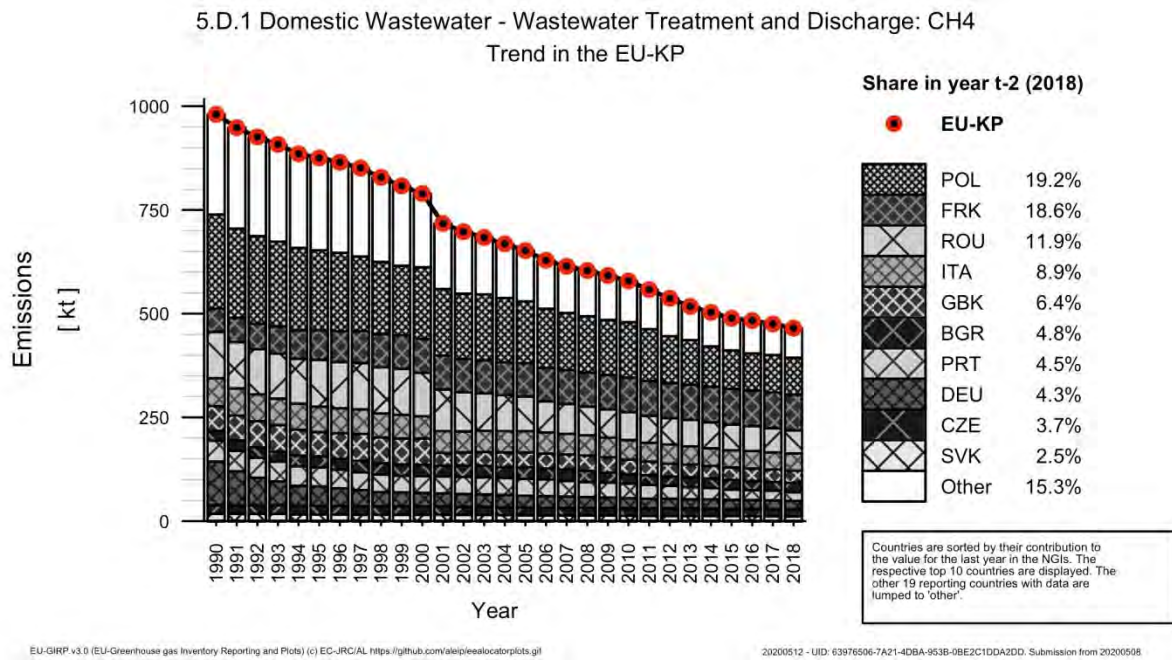 5.D.1 Domestic Wastewater - Wastewater Treatment and Discharge: CH4
Trend in the EU-KP
Emissions
[ kt ]
1000
750
500
250
0
1990
1991
1992
1993
1994
1995
1996
1997
1998
1999
2000
2001
2002
2003
2004
2005
2006
2007
2008
2009
2010
2011
2012
2013
2014
2015
2016
2017
2018
Year
Share in year t-2 (2018)
EU-KP
POL 19.2%
FRK 18.6%
ROU 11.9%
ITA 8.9%
GBK 6.4%
BGR 4.8%
PRT 4.5%
DEU 4.3%
CZE 3.7%
SVK 2.5%
Other 15.3%
Countries are sorted by their contribution to
the value for the last year in the NGIs. The
respective top 10 countries are displayed. The
other 19 reporting countries with data are
lumped to 'other'.
EU-GIRP v3.0 (EU-Greenhouse gas Inventory Reporting and Plots) (c) EC-JRC/AL https://github.com/aleip/eealocatorplots.git
20200512 - UID: 63976506-7A21-4DBA-953B-0BE2C1DDA2DD. Submission from 20200508